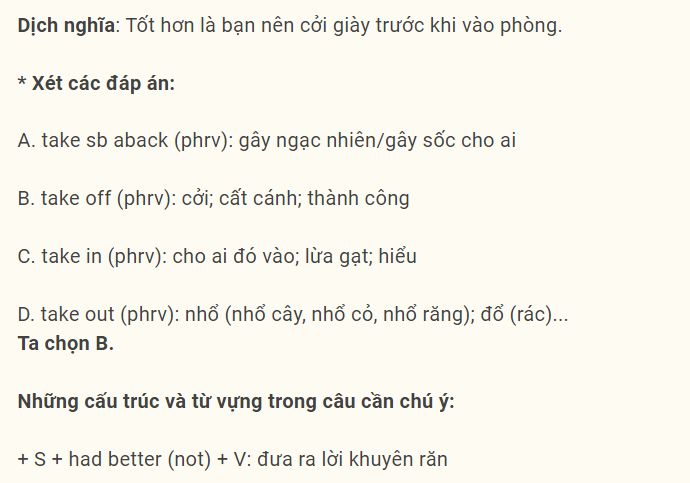 Dịch nghĩa: Tốt hơn là bạn nên cởi giày trước khi vào phòng.
* Xét các đáp án:
A. take sb aback (phrv): gây ngạc nhiên/gây sốc cho ai
B. take off (phrv): cởi; cất cánh; thành công
C. take in (phrv): cho ai đó vào; lừa gạt; hiểu
D. take out (phrv): nhổ (nhổ cây, nhổ cỏ, nhổ răng); đổ (rác)...
Ta chọn B.
Những cấu trúc và từ vựng trong câu cần chú ý:
+ S + had better (not) + V: đưa ra lời khuyên răn